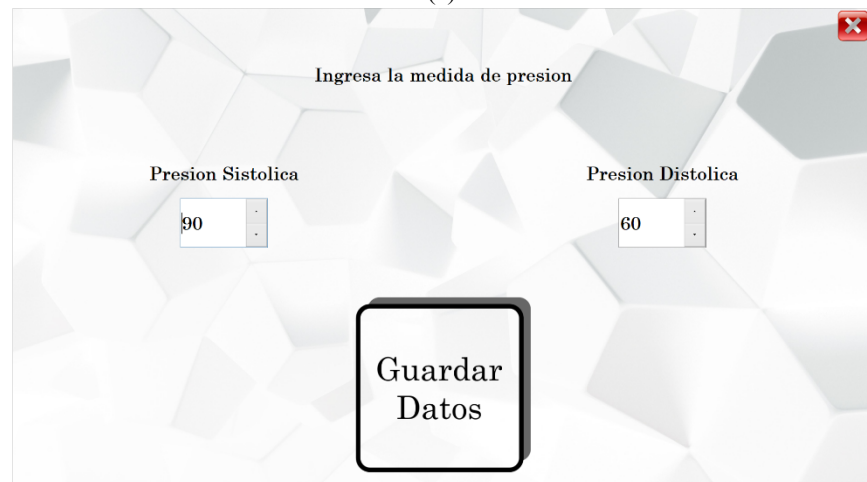 Ingresa la medida de presion
Presion Sistolica
Presion Distolica
90
60
Guardar
Datos